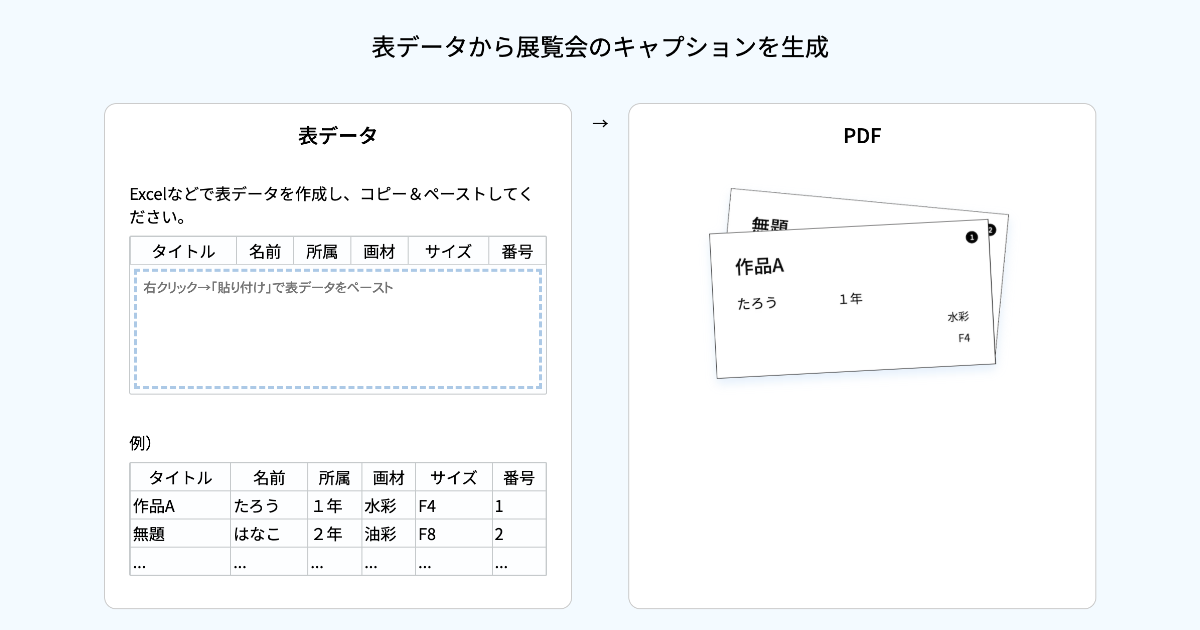 表データから展覧会のキャプションを生成
表データ
Excelなどで表データを作成し、コピー＆ペーストしてく
ださい。
タイトル 名前 所属 画材 サイズ 番号
右クリック→｢貼り付け｣で表データをペースト
例）
タイトル 名前 所属 画材 サイズ 番号
作品A たろう １年 水彩 F4 1
無題 はなこ ２年 油彩 F8 2
... ... ... ... ... ...
→
PDF
無題
2
1
作品A
たろう １年
水彩
F4